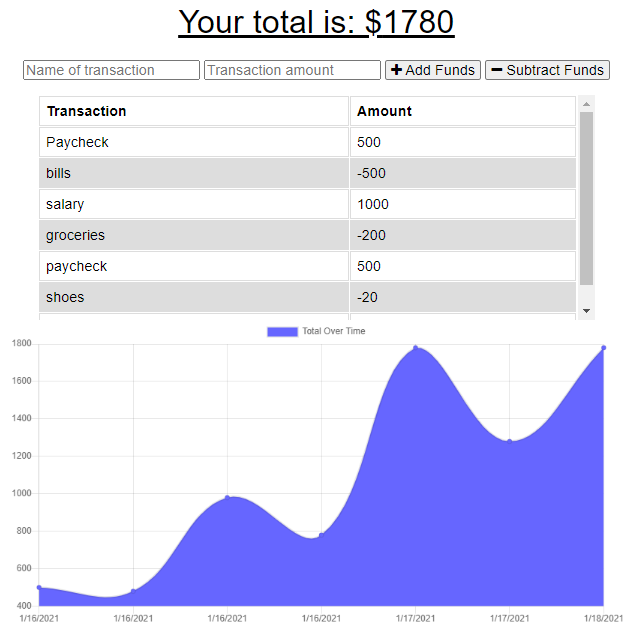 Your total is: $1780
Name of transaction Transaction amount + Add Funds − Subtract Funds
Transaction Amount
Paycheck 500
bills -500
salary 1000
groceries -200
paycheck 500
shoes -20
Total Over Time
1800
1600
1400
1200
1000
800
600
400
1/16/2021 1/16/2021 1/16/2021 1/16/2021 1/17/2021 1/17/2021 1/18/2021